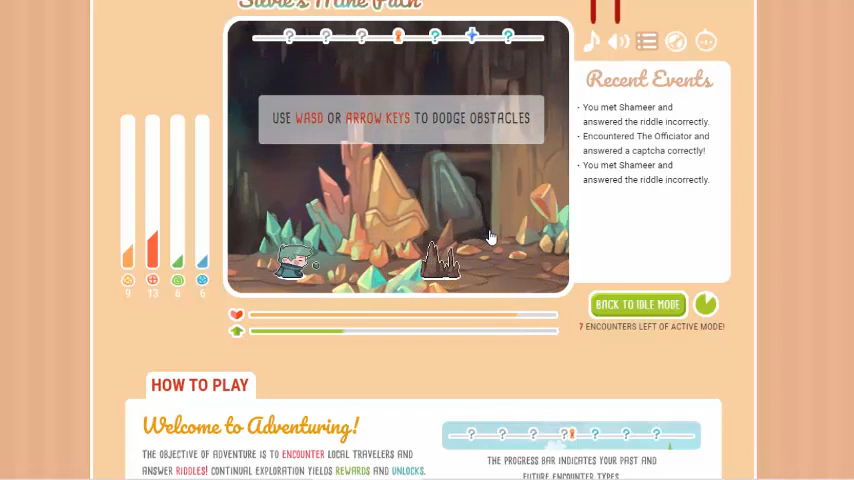 USE WASD OR ARROW KEYS TO DODGE OBSTACLES
Recent Events
· You met Shameer and
answered the riddle incorrectly.
· Encountered The Officiator and
answered a captcha correctly!
· You met Shameer and
answered the riddle incorrectly.
9 13 6 6
BACK TO IDLE MODE
7 ENCOUNTERS LEFT OF ACTIVE MODE!
HOW TO PLAY
Welcome to Adventuring!
THE OBJECTIVE OF ADVENTURE IS TO ENCOUNTER LOCAL TRAVELERS AND
ANSWER RIDDLES! CONTINUAL EXPLORATION YIELDS REWARDS AND UNLOCKS.
THE PROGRESS BAR INDICATES YOUR PAST AND
FUTURE ENCOUNTER TYPES